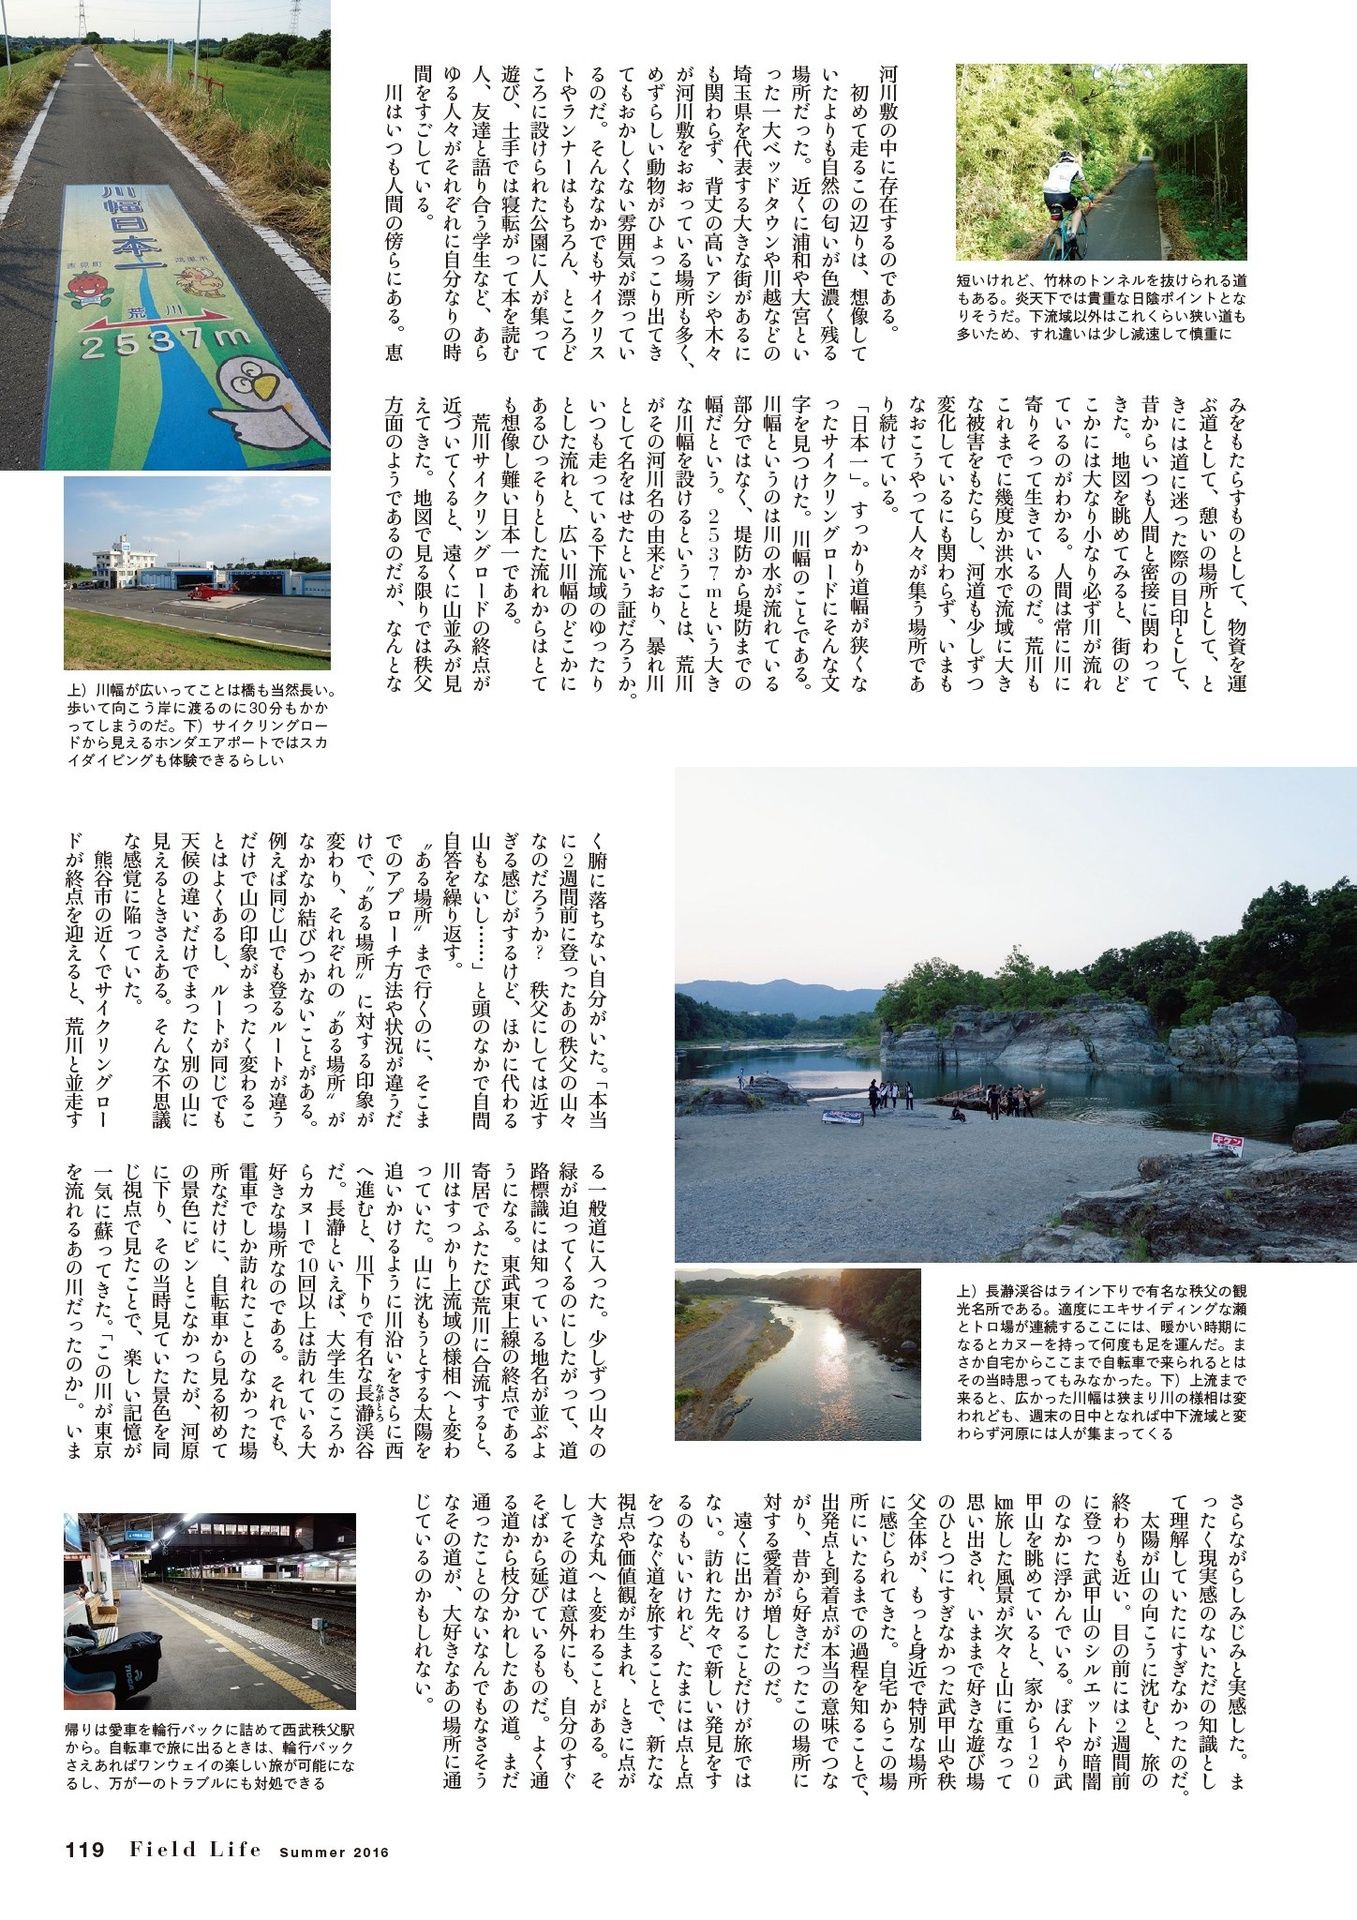 河川敷の中に存在するのである。
　初めて走るこの辺りは、想像して
いたよりも自然の匂いが色濃く残る
場所だった。近くに浦和や大宮とい
った一大ベッドタウンや川越などの
埼玉県を代表する大きな街があるに
も関わらず、背丈の高いアシや木々
が河川敷をおおっている場所も多く、
めずらしい動物がひょっこり出てき
てもおかしくない雰囲気が漂ってい
るのだ。そんななかでもサイクリス
トやランナーはもちろん、ところど
ころに設けられた公園に人が集って
遊び、土手では寝転がって本を読む
人、友達と語り合う学生など、あら
ゆる人々がそれぞれに自分なりの時
間をすごしている。
　川はいつも人間の傍らにある。恵
みをもたらすものとして、物資を運
ぶ道として、憩いの場所として、と
きには道に迷った際の目印として、
昔からいつも人間と密接に関わって
きた。地図を眺めてみると、街のど
こかには大なり小なり必ず川が流れ
ているのがわかる。人間は常に川に
寄りそって生きているのだ。荒川も
これまでに幾度か洪水で流域に大き
な被害をもたらし、河道も少しずつ
変化しているにも関わらず、いまも
なおこうやって人々が集う場所であ
り続けている。
　「日本一」。すっかり道幅が狭くな
ったサイクリングロードにそんな文
字を見つけた。川幅のことである。
川幅というのは川の水が流れている
部分ではなく、堤防から堤防までの
幅だという。2537mという大き
な川幅を設けるということは、荒川
がその河川名の由来どおり、暴れ川
として名をはせたという証だろうか。
いつも走っている下流域のゆったり
とした流れと、広い川幅のどこかに
あるひっそりとした流れからはとて
も想像し難い日本一である。
　荒川サイクリングロードの終点が
近づいてくると、遠くに山並みが見
えてきた。地図で見る限りでは秩父
方面のようであるのだが、なんとな
く腑に落ちない自分がいた。「本当
に2週間前に登ったあの秩父の山々
なのだろうか?　秩父にしては近す
ぎる感じがするけど、ほかに代わる
山もないし……」と頭のなかで自問
自答を繰り返す。
　〝ある場所〟まで行くのに、そこま
でのアプローチ方法や状況が違うだ
けで、〝ある場所〟に対する印象が
変わり、それぞれの〝ある場所〟が
なかなか結びつかないことがある。
例えば同じ山でも登るルートが違う
だけで山の印象がまったく変わるこ
とはよくあるし、ルートが同じでも
天候の違いだけでまったく別の山に
見えるときさえある。そんな不思議
な感覚に陥っていた。
　熊谷市の近くでサイクリングロー
ドが終点を迎えると、荒川と並走す
る一般道に入った。少しずつ山々の
緑が迫ってくるのにしたがって、道
路標識には知っている地名が並ぶよ
うになる。東武東上線の終点である
寄居でふたたび荒川に合流すると、
川はすっかり上流域の様相へと変わ
っていた。山に沈もうとする太陽を
追いかけるように川沿いをさらに西
へ進むと、川下りで有名な長瀞渓谷
ながとろ
だ。長瀞といえば、大学生のころか
らカヌーで10回以上は訪れている大
好きな場所なのである。それでも、
電車でしか訪れたことのなかった場
所なだけに、自転車から見る初めて
の景色にピンとこなかったが、河原
に下り、その当時見ていた景色を同
じ視点で見たことで、楽しい記憶が
一気に蘇ってきた。「この川が東京
を流れるあの川だったのか」。いま
さらながらしみじみと実感した。ま
ったく現実感のないただの知識とし
て理解していたにすぎなかったのだ。
　太陽が山の向こうに沈むと、旅の
終わりも近い。目の前には2週間前
に登った武甲山のシルエットが暗闇
のなかに浮かんでいる。ぼんやり武
甲山を眺めていると、家から120
㎞旅した風景が次々と山に重なって
思い出され、いままで好きな遊び場
のひとつにすぎなかった武甲山や秩
父全体が、もっと身近で特別な場所
に感じられてきた。自宅からこの場
所にいたるまでの過程を知ることで、
出発点と到着点が本当の意味でつな
がり、昔から好きだったこの場所に
対する愛着が増したのだ。
　遠くに出かけることだけが旅では
ない。訪れた先々で新しい発見をす
るのもいいけれど、たまには点と点
をつなぐ道を旅することで、新たな
視点や価値観が生まれ、ときに点が
大きな丸へと変わることがある。そ
してその道は意外にも、自分のすぐ
そばから延びているものだ。よく通
る道から枝分かれしたあの道。まだ
通ったことのないなんでもなさそう
なその道が、大好きなあの場所に通
じているのかもしれない。
短いけれど、竹林のトンネルを抜けられる道
もある。炎天下では貴重な日陰ポイントとな
りそうだ。下流域以外はこれくらい狭い道も
多いため、すれ違いは少し減速して慎重に
川幅日本一
吉見町
鴻巣市
荒川
2537m
上）川幅が広いってことは橋も当然長い。
歩いて向こう岸に渡るのに30分もかか
ってしまうのだ。下）サイクリングロー
ドから見えるホンダエアポートではスカ
イダイビングも体験できるらしい
キケン
上）長瀞渓谷はライン下りで有名な秩父の観
光名所である。適度にエキサイディングな瀬
とトロ場が連続するここには、暖かい時期に
なるとカヌーを持って何度も足を運んだ。ま
さか自宅からここまで自転車で来られるとは
その当時思ってもみなかった。下）上流まで
来ると、広かった川幅は狭まり川の様相は変
われども、週末の日中となれば中下流域と変
わらず河原には人が集まってくる
帰りは愛車を輪行バックに詰めて西武秩父駅
から。自転車で旅に出るときは、輪行バック
さえあればワンウェイの楽しい旅が可能にな
るし、万が一のトラブルにも対処できる
119 Field Life Summer 2016